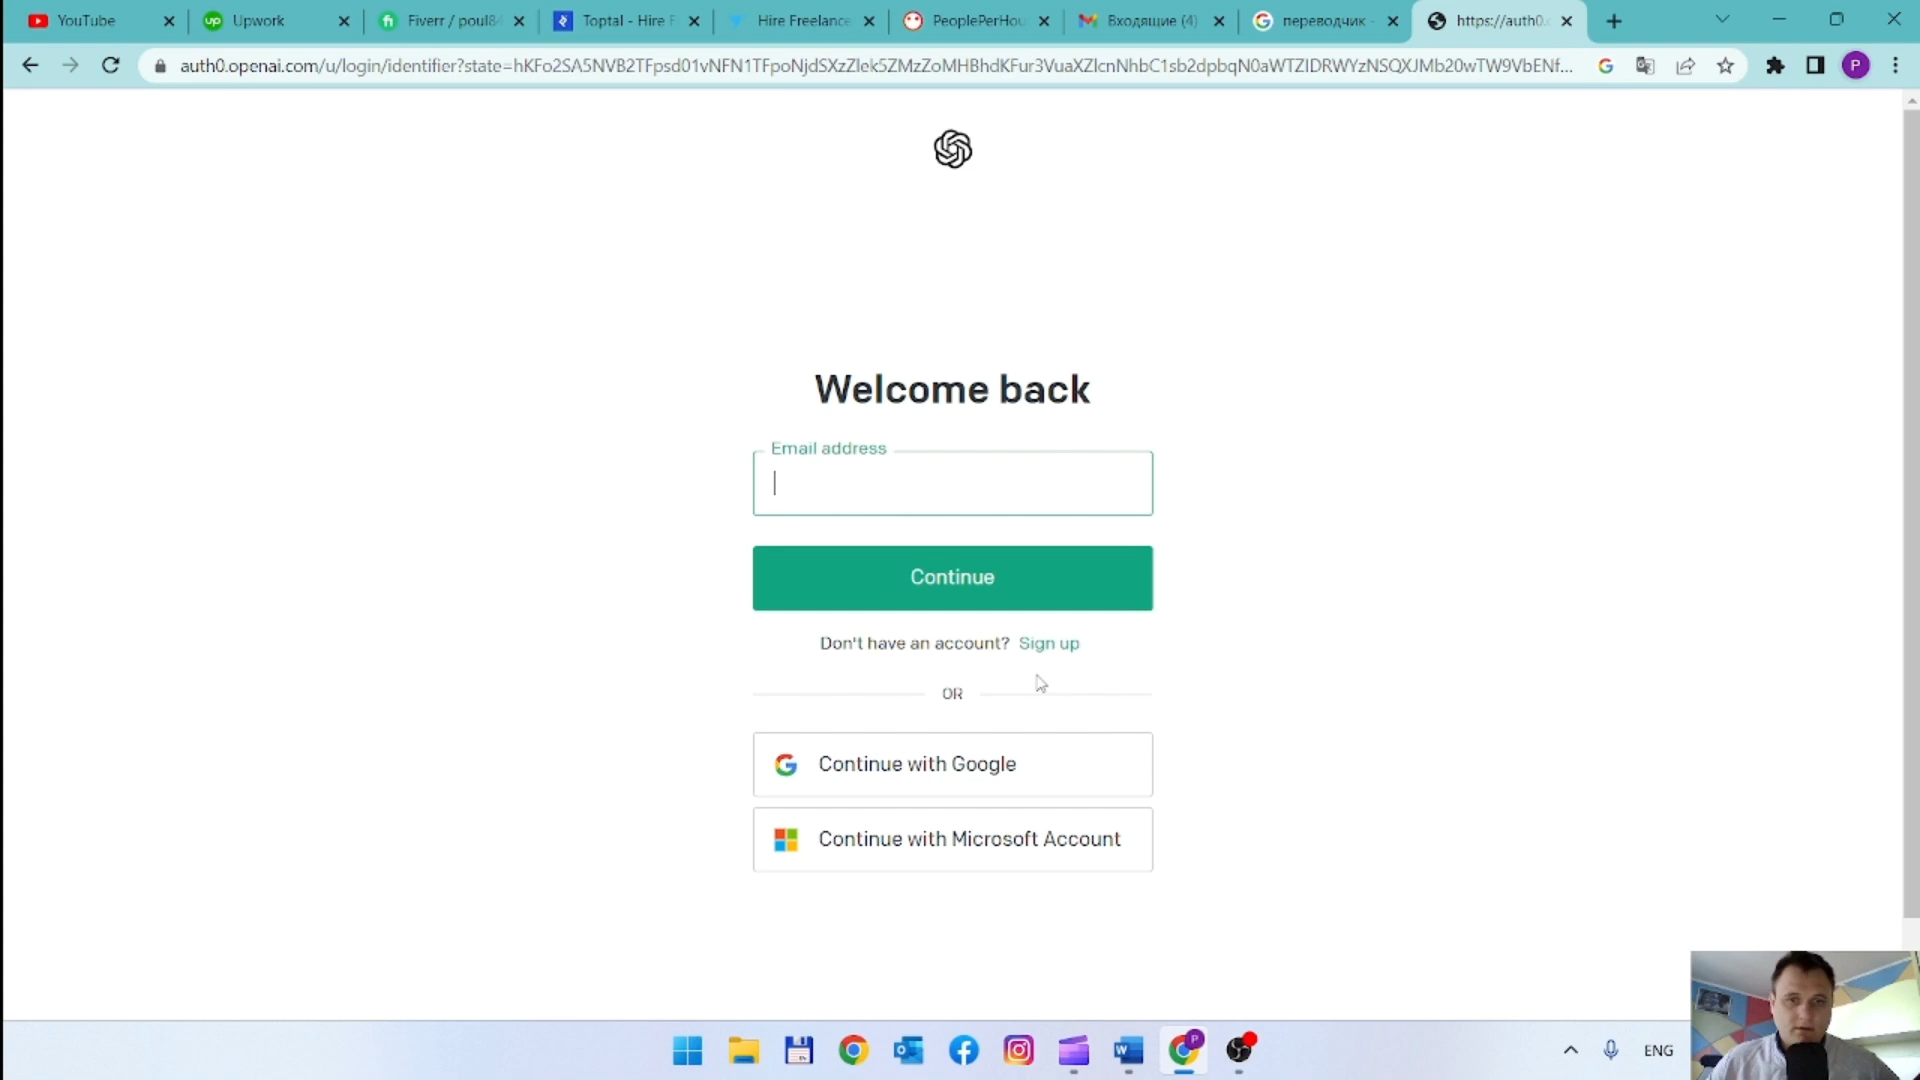 YouTube
Upwork
Fiverr / poul8
Toptal - Hire F
Hire Freelance
PeoplePerHou
Входящие (4)
переводчик -
https://auth0.
auth0.openai.com/u/login/identifier?state=hKFo2SA5NVB2TFpsd01vNFN1TFpoNjdSXzZlek5ZMzZoMHBhdKFur3VuaXZlcnNhbC1sb2dpbqN0aWTZIDRWYzNSQXJMb20wTW9VbENf...
P
Welcome back
Email address
Continue
Don't have an account? Sign up
OR
Continue with Google
Continue with Microsoft Account
ENG